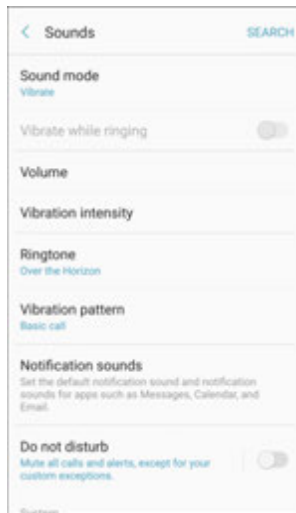 Sounds SEARCH
Sound mode
Vibrate
Vibrate while ringing
Volume
Vibration intensity
Ringtone
Over the Horizon
Vibration pattern
Basic call
Notification sounds
Set the default notification sound and notification
sounds for apps such as Messages, Calendar, and
Email.
Do not disturb
Mute all calls and alerts, except for your
custom exceptions.
System